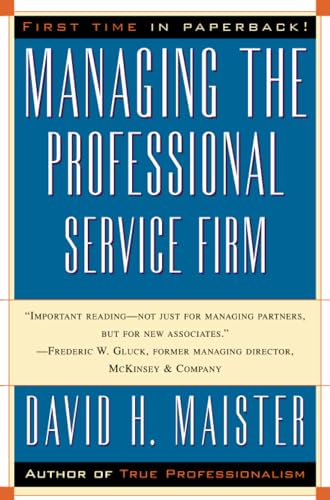 FIRST TIME IN PAPERBACK!
MANAGING THE
PROFESSIONAL
SERVICE FIRM
“IMPORTANT READING—NOT JUST FOR MANAGING PARTNERS,
BUT FOR NEW ASSOCIATES.”
—FREDERIC W. GLUCK, FORMER MANAGING DIRECTOR,
MCKINSEY & COMPANY
DAVID H. MAISTER
AUTHOR OF TRUE PROFESSIONALISM